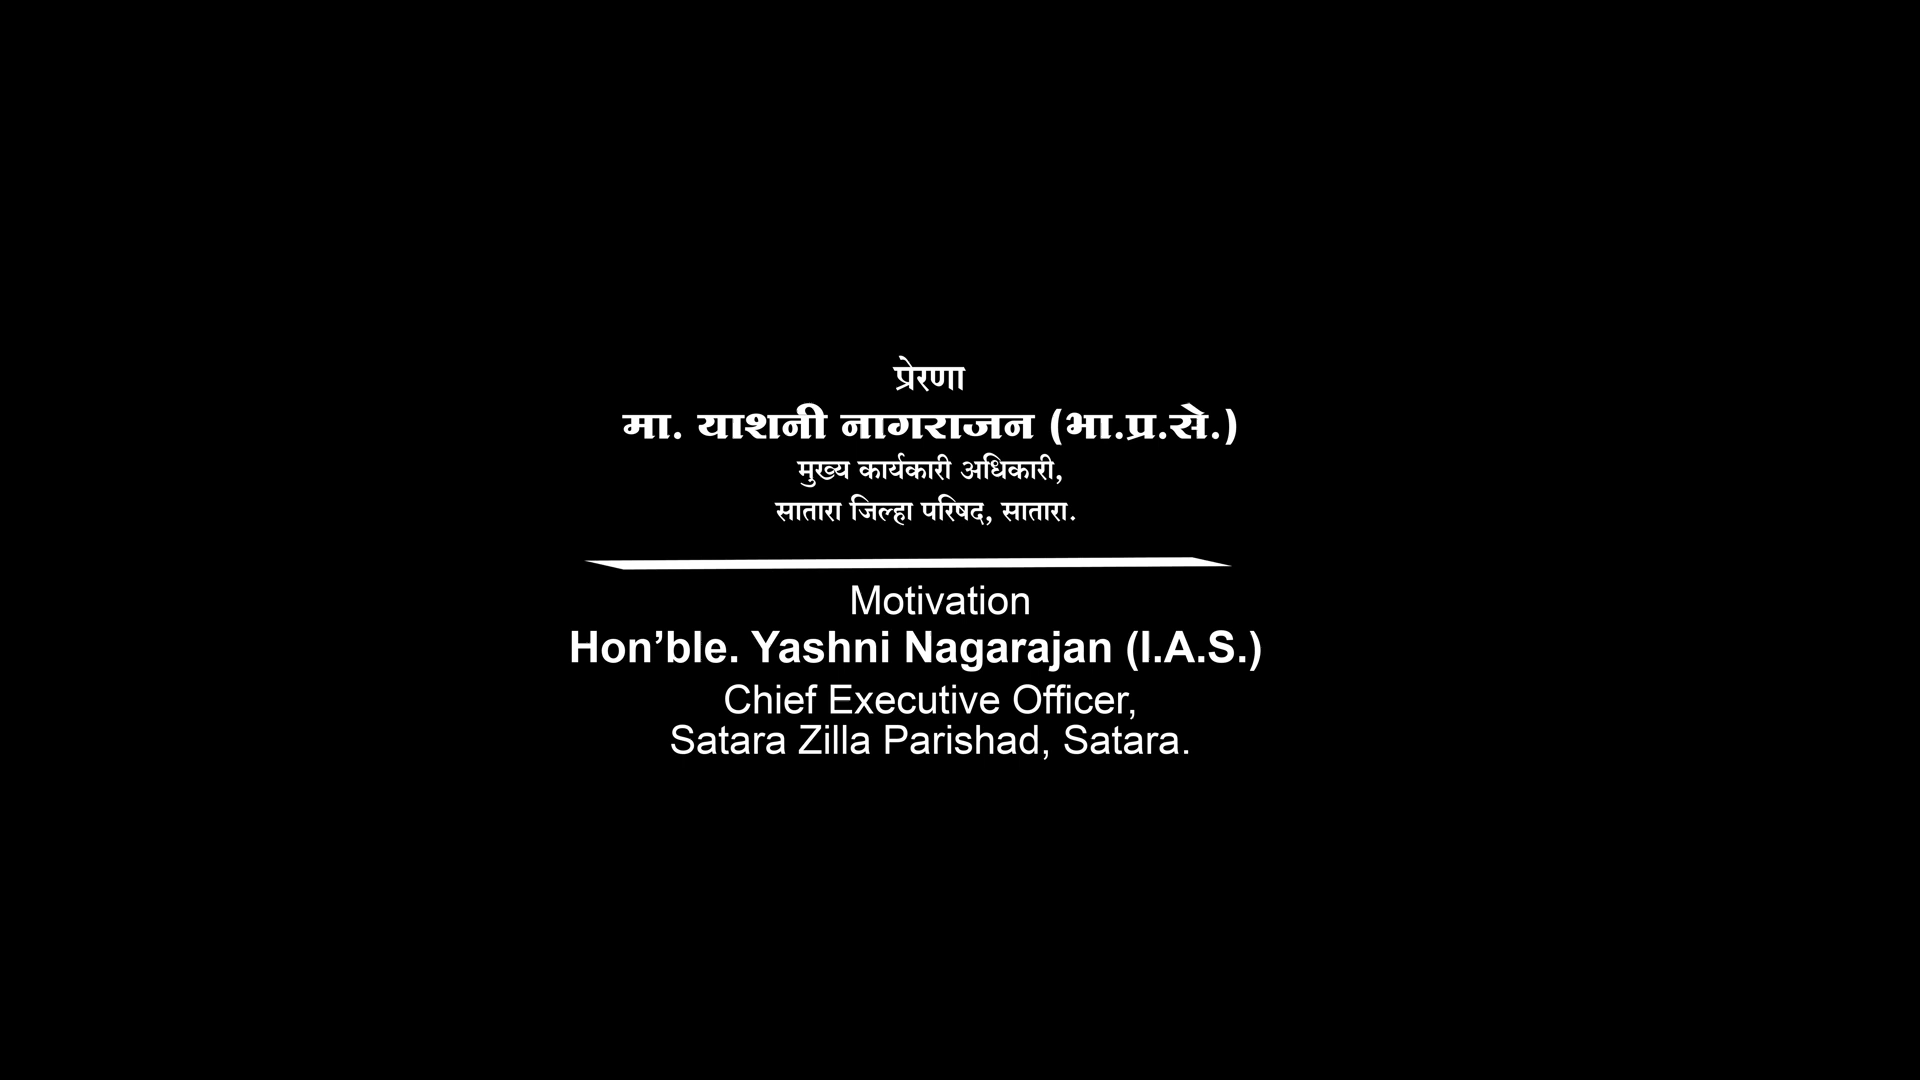 प्रेरणा
मा. याशनी नागराजन (भा.प्र.से.)
मुख्य कार्यकारी अधिकारी,
सातारा जिल्हा परिषद, सातारा.
Motivation
Hon’ble. Yashni Nagarajan (I.A.S.)
Chief Executive Officer,
Satara Zilla Parishad, Satara.